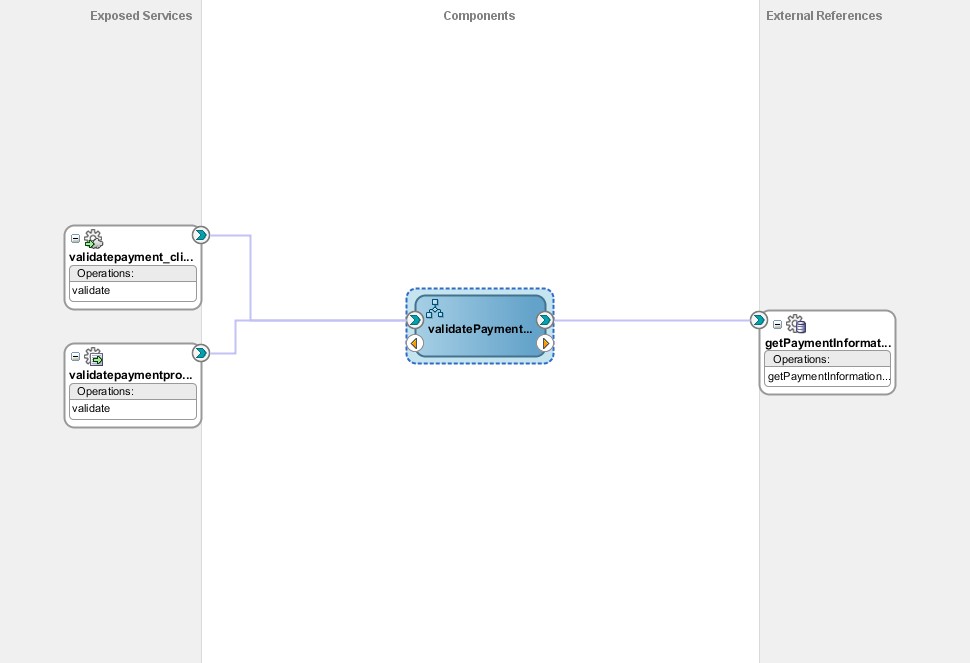 Exposed Services
Components
External References
validatepayment_cli...
Operations:
validate
validatepaymentpro...
Operations:
validate
validatePayment...
getPaymentInformat...
Operations:
getPaymentInformation...